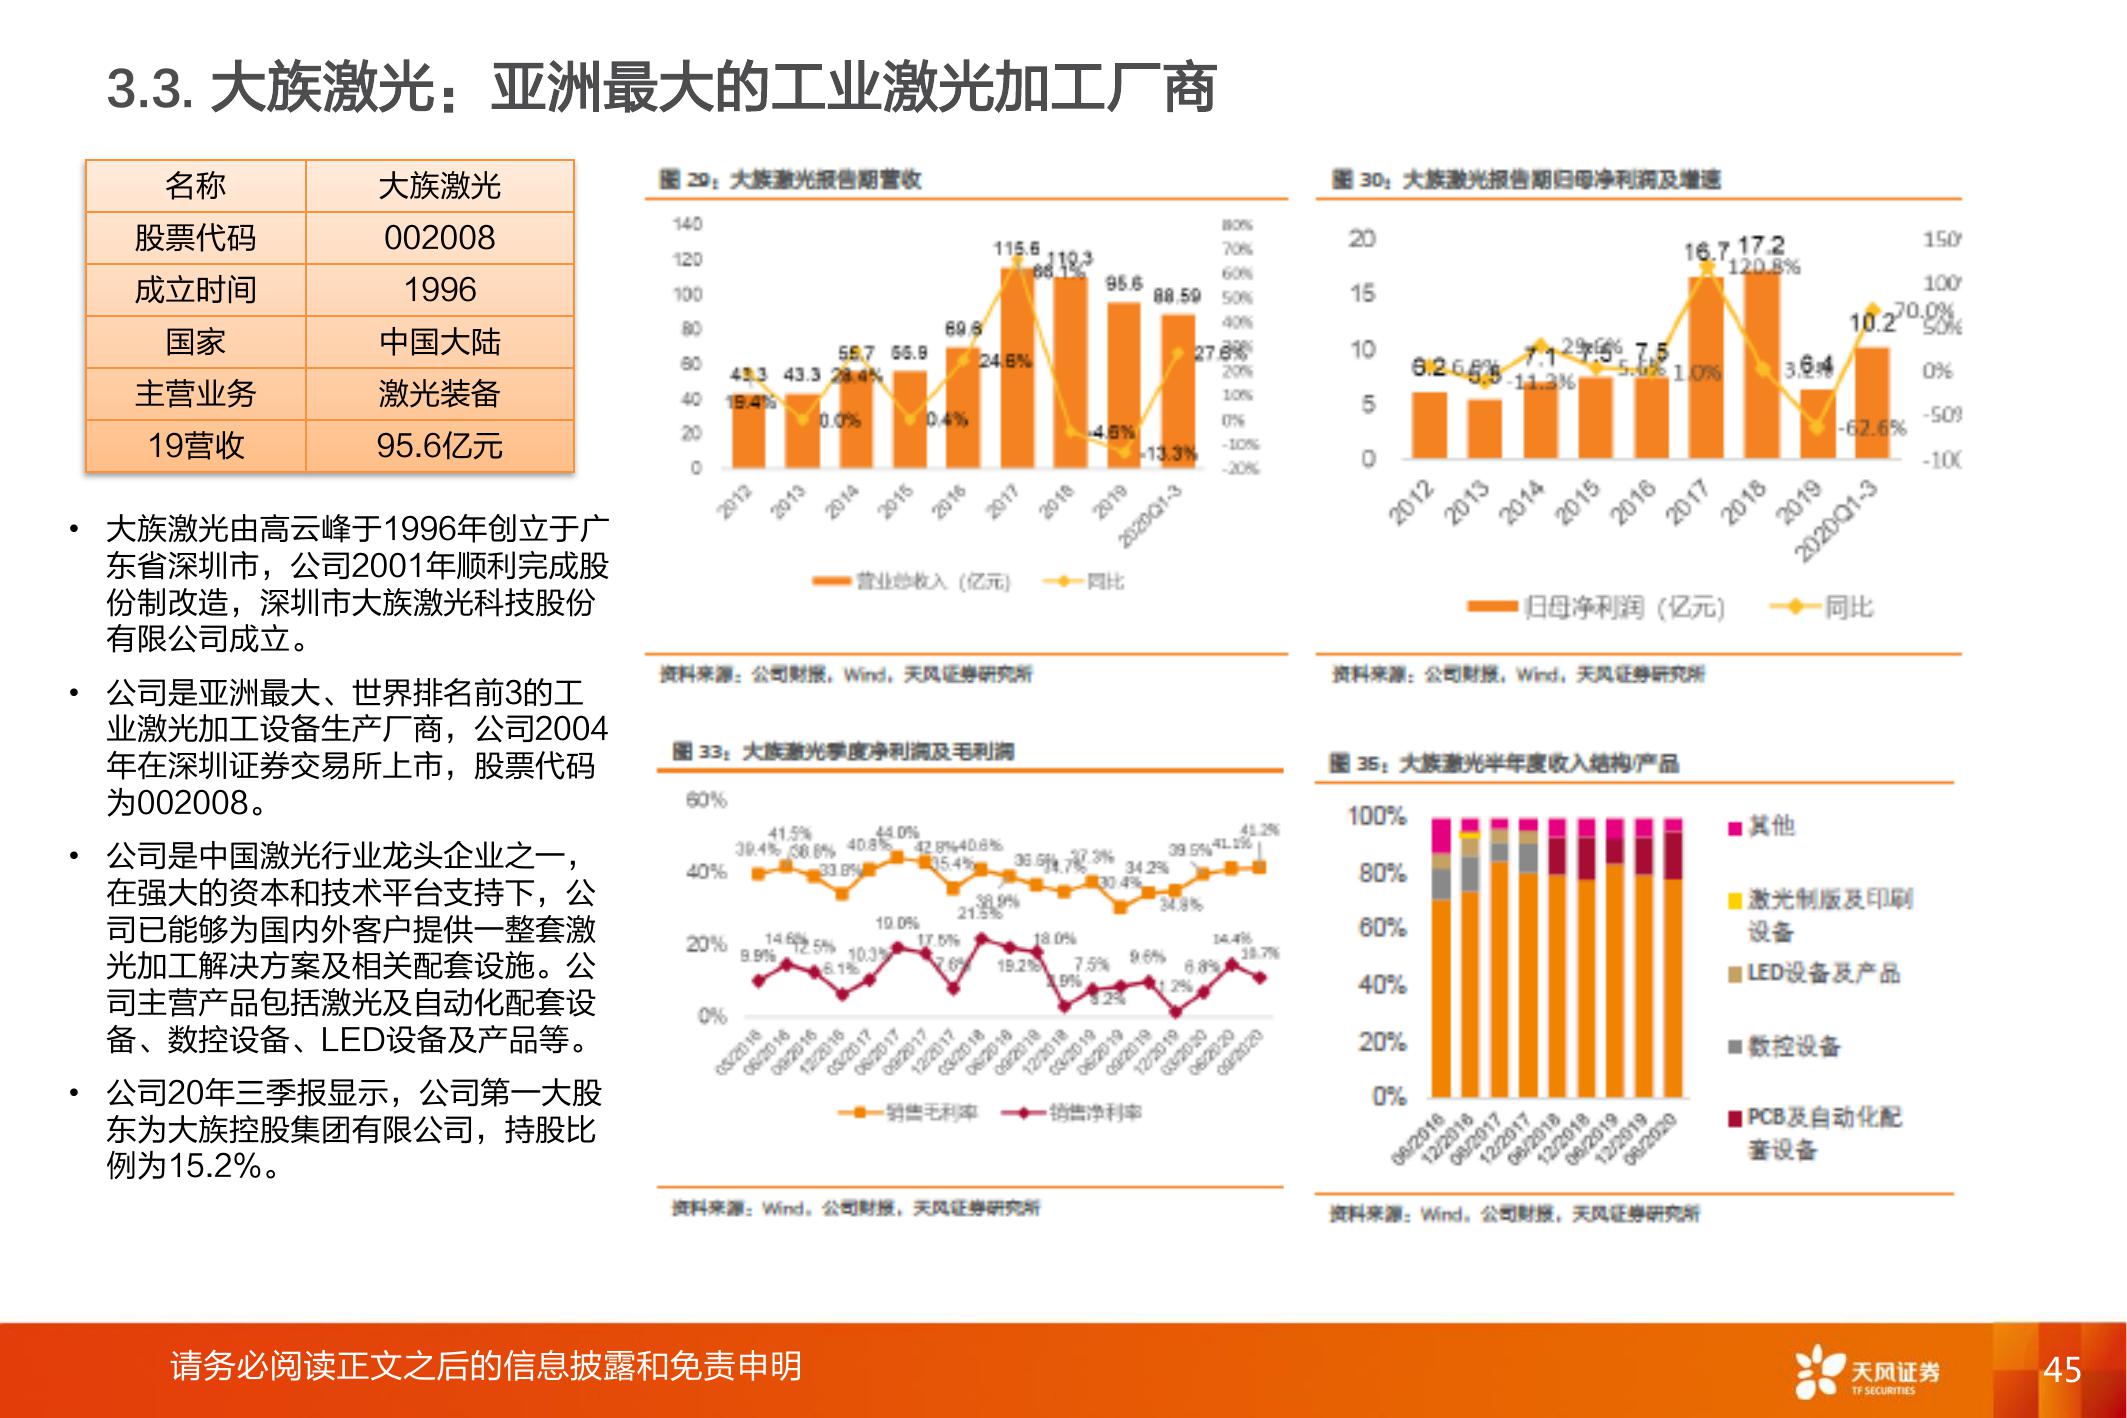 3.3. 大族激光：亚洲最大的工业激光加工厂商
名称 大族激光
股票代码 002008
成立时间 1996
国家 中国大陆
主营业务 激光装备
19营收 95.6亿元
• 大族激光由高云峰于1996年创立于广
东省深圳市，公司2001年顺利完成股
份制改造，深圳市大族激光科技股份
有限公司成立。
• 公司是亚洲最大、世界排名前3的工
业激光加工设备生产厂商，公司2004
年在深圳证券交易所上市，股票代码
为002008。
• 公司是中国激光行业龙头企业之一，
在强大的资本和技术平台支持下，公
司已能够为国内外客户提供一整套激
光加工解决方案及相关配套设施。公
司主营产品包括激光及自动化配套设
备、数控设备、LED设备及产品等。
• 公司20年三季报显示，公司第一大股
东为大族控股集团有限公司，持股比
例为15.2%。
图 29：大族激光报告期营收
140
120
100
80
60
40
20
0
80%
70%
60%
50%
40%
20%
10%
0%
-10%
-20%
43.3 43.3 55.9 69.6 115.6 110.3 95.6 88.59
19.4% 0.0% 0.4% 24.6% 66.1% -4.6% -13.3% 27.6%
2012 2013 2014 2015 2016 2017 2018 2019 2020Q1-3
营业总收入（亿元） 同比
资料来源：公司财报，Wind，天风证券研究所
图 30：大族激光报告期归母净利润及增速
20
15
10
5
0
50%
0%
6.2 7.1 7.5 7.5 16.7 17.2 6.4 10.2
-11.3% 1.0% 120.8% -62.6% 70.0%
2012 2013 2014 2015 2016 2017 2018 2019 2020Q1-3
归母净利润（亿元） 同比
资料来源：公司财报，Wind，天风证券研究所
图 33：大族激光季度净利润及毛利润
60%
40%
20%
0%
39.4% 41.5% 38.8% 33.8% 40.8% 44.0% 42.9% 35.4% 40.6% 38.9% 36.5% 37.3% 30.4% 34.2% 34.8% 39.5% 41.1% 41.2%
9.9% 14.6% 12.5% 6.1% 10.3% 19.0% 17.5% 7.6% 21.5% 19.2% 18.0% 7.5% 8.2% 9.6% 1.2% 6.8% 14.4% 10.7%
03/2016 06/2016 09/2016 12/2016 03/2017 06/2017 09/2017 12/2017 03/2018 06/2018 09/2018 12/2018 03/2019 06/2019 09/2019 12/2019 03/2020 06/2020 09/2020
销售毛利率 销售净利率
资料来源：Wind，公司财报，天风证券研究所
图 35：大族激光半年度收入结构/产品
100%
80%
60%
40%
20%
0%
06/2016 12/2016 06/2017 12/2017 06/2018 12/2018 06/2019 12/2019 06/2020
其他
激光制版及印刷
设备
LED设备及产品
数控设备
PCB及自动化配
套设备
资料来源：Wind，公司财报，天风证券研究所
请务必阅读正文之后的信息披露和免责申明
天风证券
TF SECURITIES
45